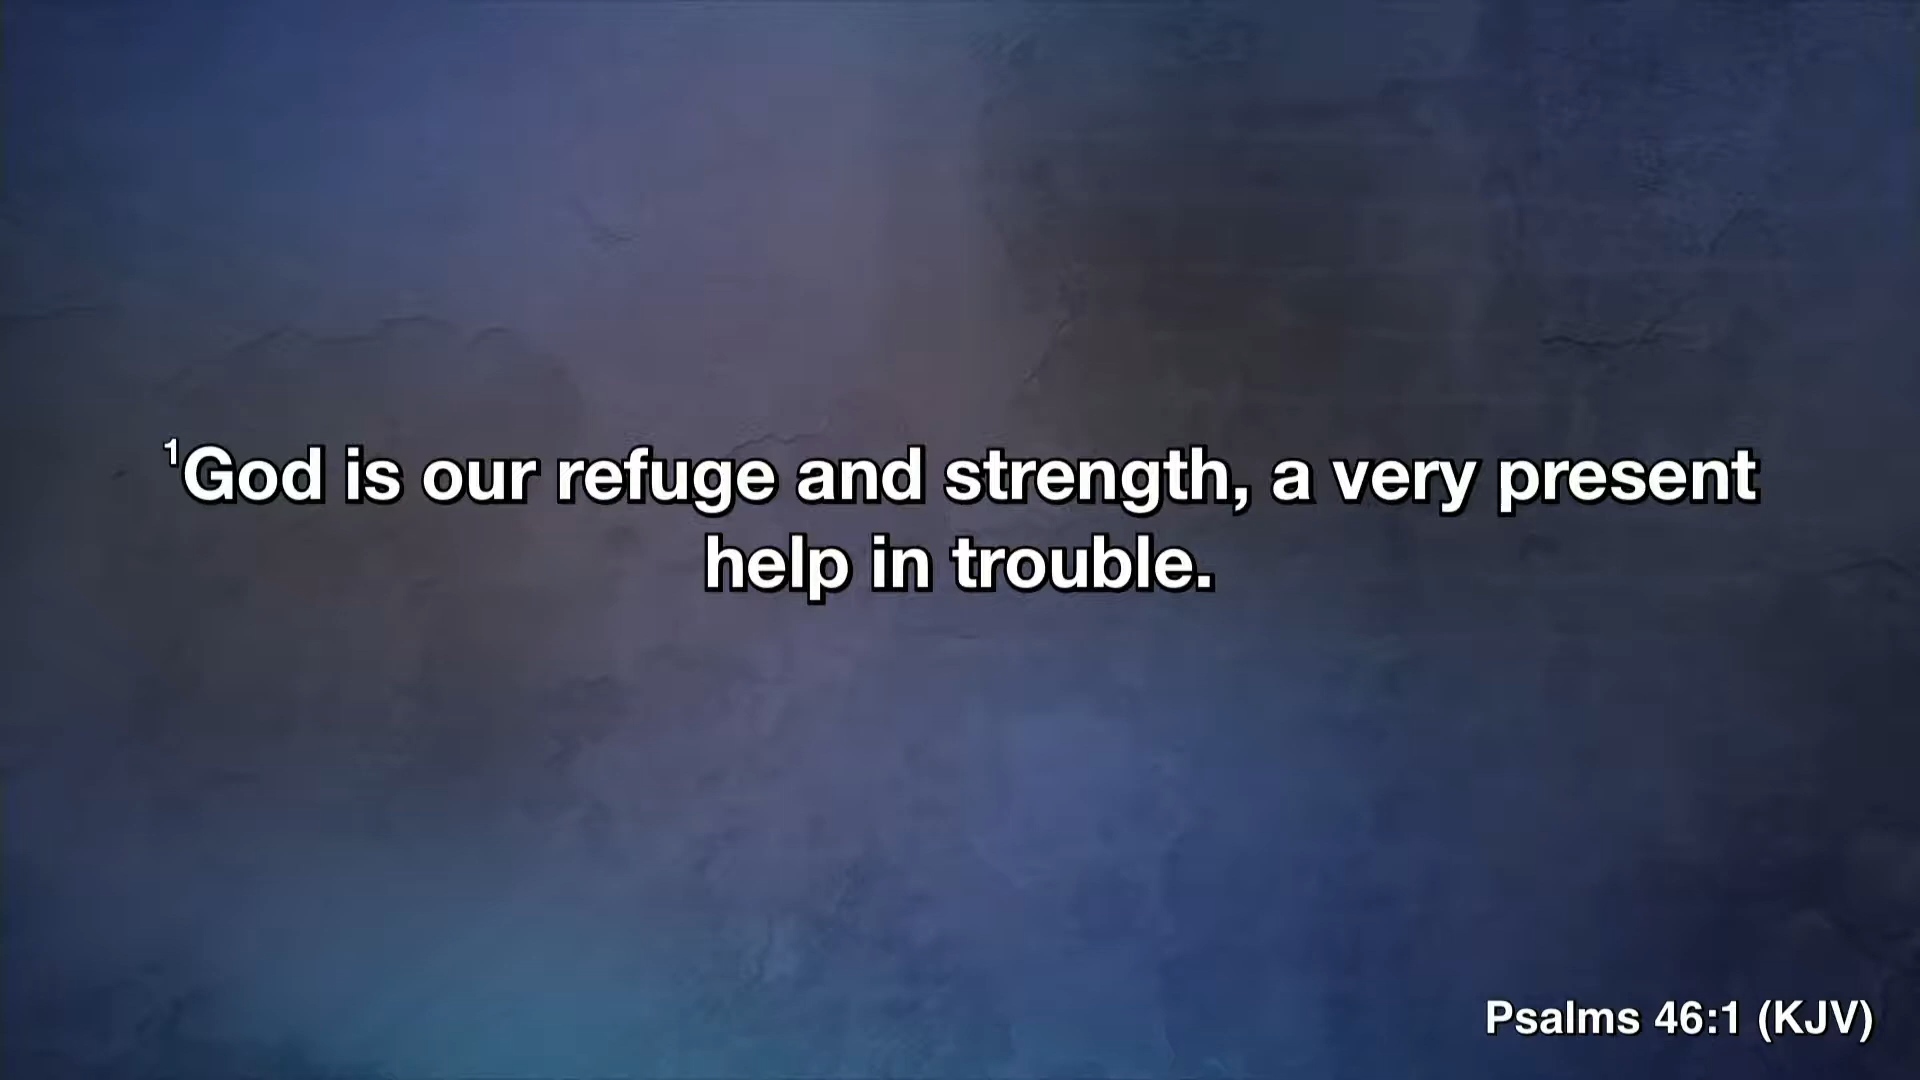 ¹God is our refuge and strength, a very present
help in trouble.
Psalms 46:1 (KJV)